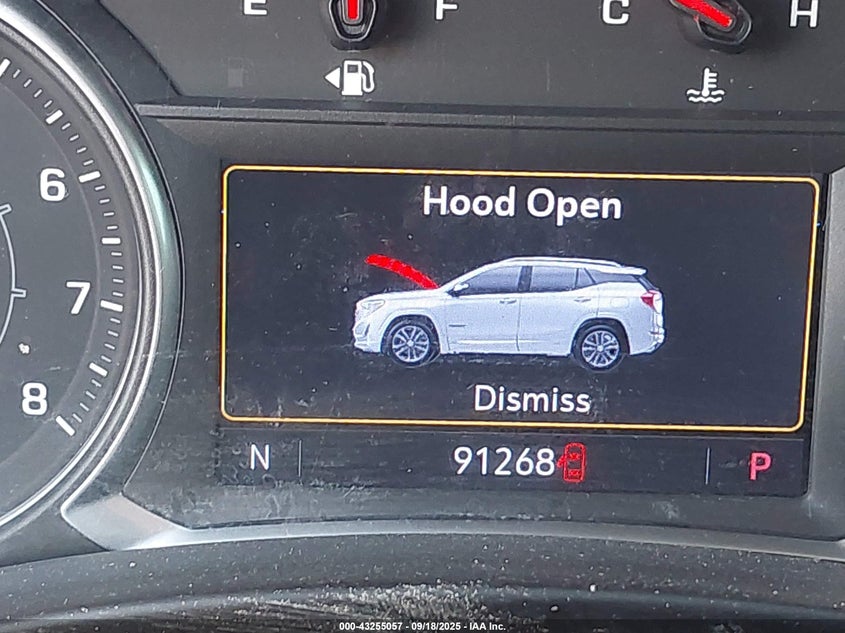 E F C H
6
7
8
Hood Open
Dismiss
N 91268 P
000-43255057 - 09/18/2025 - IAA Inc.